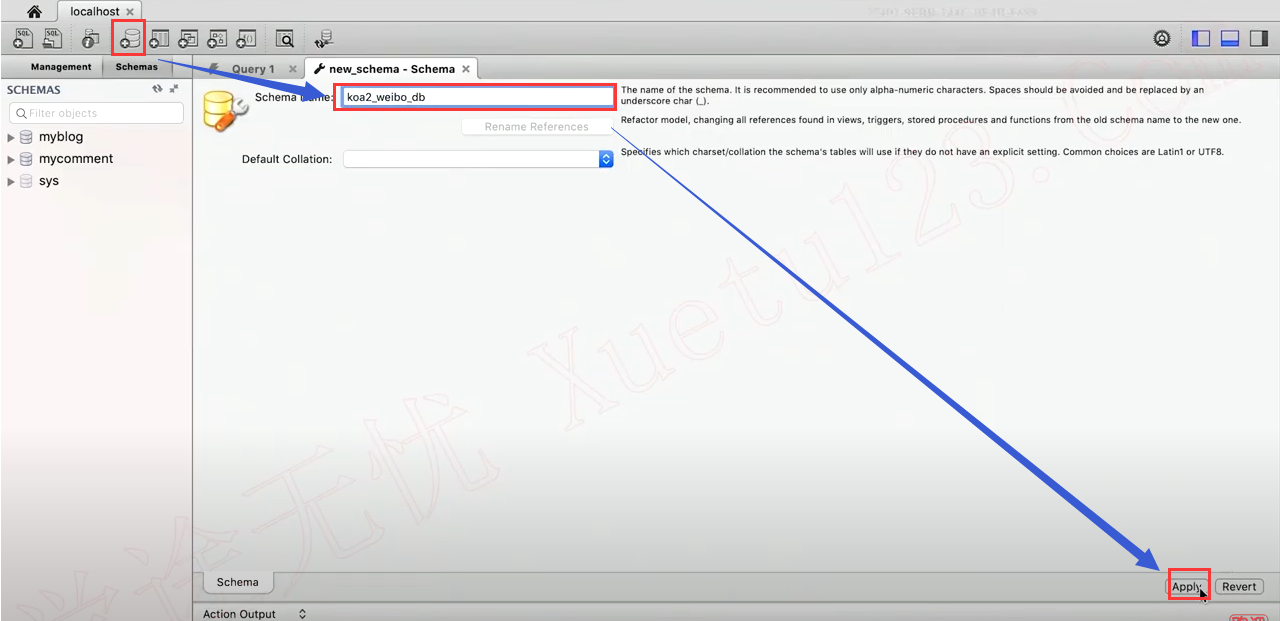 localhost
SQL
SQL
Management
Schemas
Query 1
new_schema - Schema
SCHEMAS
Filter objects
myblog
mycomment
sys
Schema Name:
koa2_weibo_db
The name of the schema. It is recommended to use only alpha-numeric characters. Spaces should be avoided and be replaced by an
underscore char (_).
Rename References
Refactor model, changing all references found in views, triggers, stored procedures and functions from the old schema name to the new one.
Default Collation:
Specifies which charset/collation the schema's tables will use if they do not have an explicit setting. Common choices are Latin1 or UTF8.
学途无忧 Xuetu123.Com
Schema
Apply
Revert
Action Output